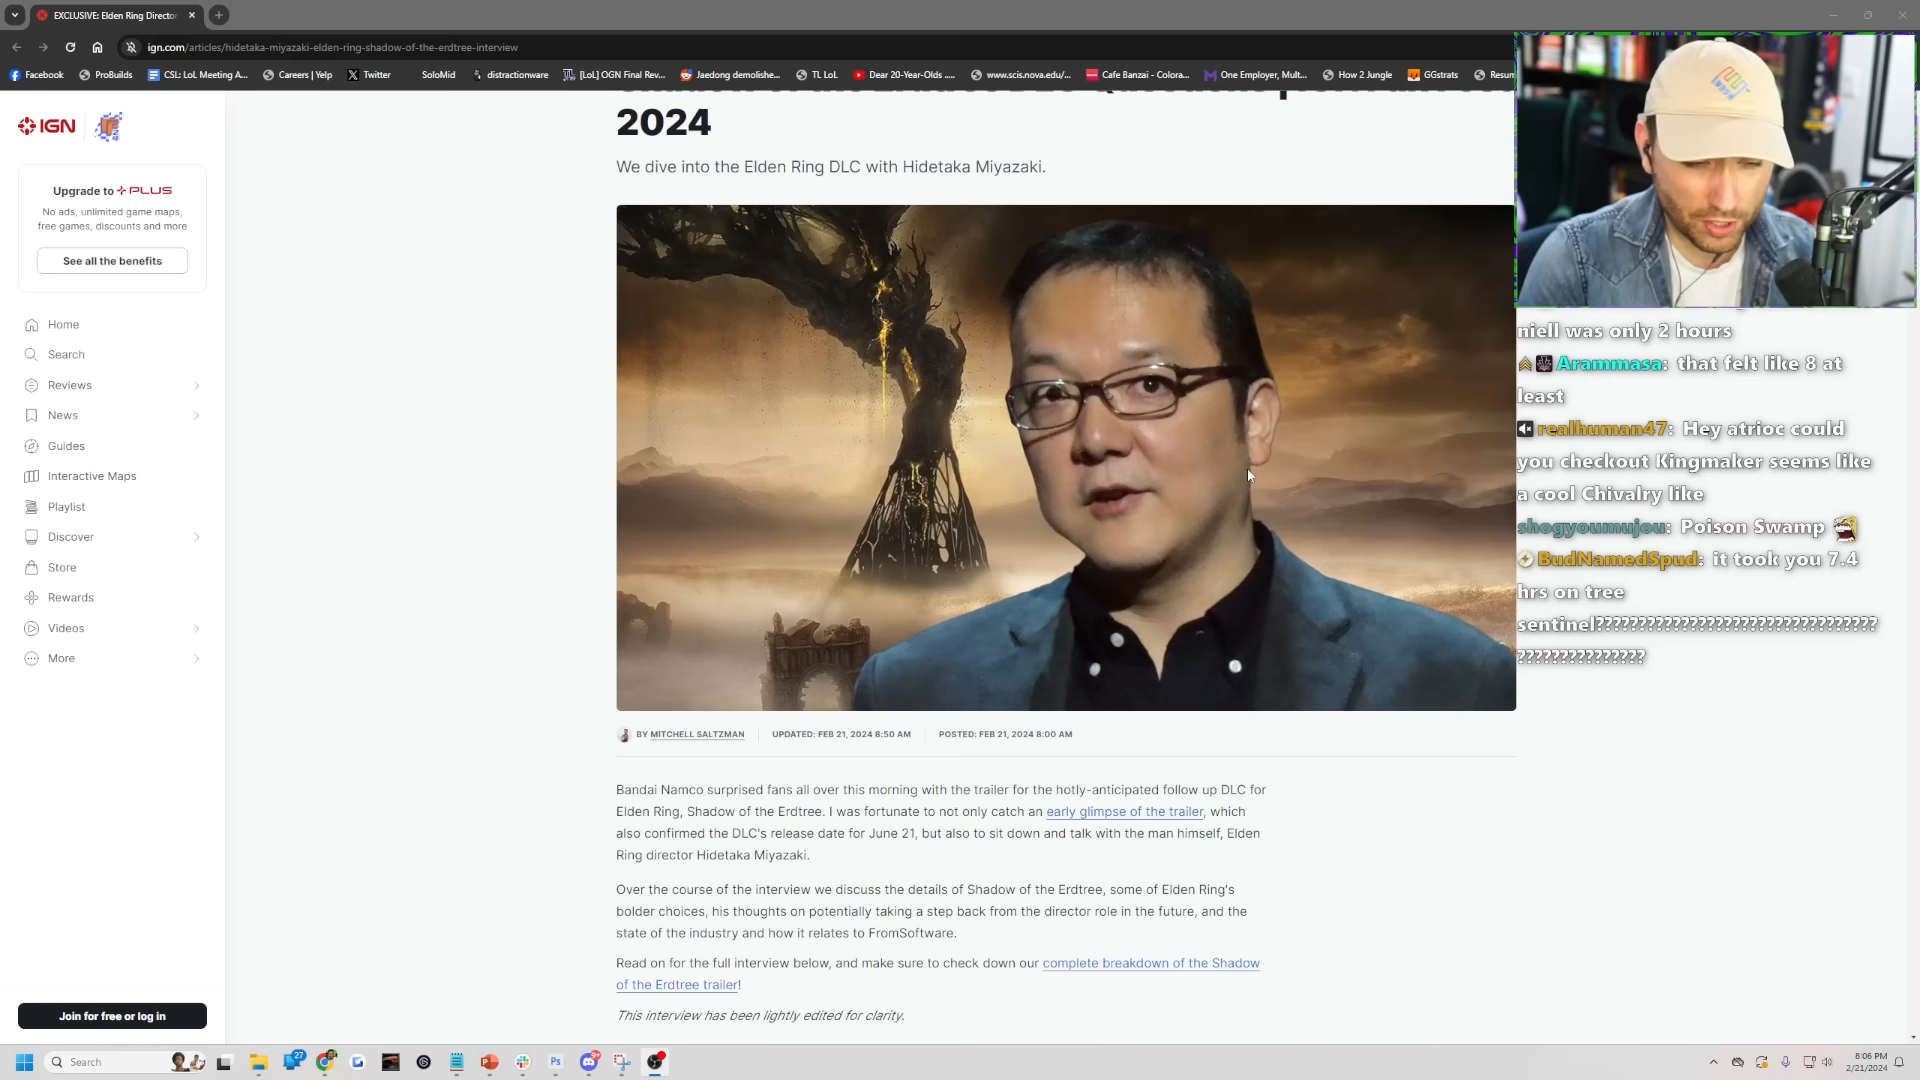 EXCLUSIVE: Elden Ring Director
ign.com/articles/hidetaka-miyazaki-elden-ring-shadow-of-the-erdtree-interview
Facebook
ProBuilds
CSL: LoL Meeting A...
Careers | Yelp
Twitter
SoloMid
distractionware
[LoL] OGN Final Rev...
Jaedong demolishe...
TL LoL
Dear 20-Year-Olds .....
www.scis.nova.edu/...
Cafe Banzai - Colora...
One Employer, Mult...
How 2 Jungle
GGstrats
Resum
IGN
Upgrade to PLUS
No ads, unlimited game maps,
free games, discounts and more
See all the benefits
Home
Search
Reviews
News
Guides
Interactive Maps
Playlist
Discover
Store
Rewards
Videos
More
Join for free or log in
2024
We dive into the Elden Ring DLC with Hidetaka Miyazaki.
BY MITCHELL SALTZMAN
UPDATED: FEB 21, 2024 8:50 AM
POSTED: FEB 21, 2024 8:00 AM
Bandai Namco surprised fans all over this morning with the trailer for the hotly-anticipated follow up DLC for
Elden Ring, Shadow of the Erdtree. I was fortunate to not only catch an early glimpse of the trailer, which
also confirmed the DLC's release date for June 21, but also to sit down and talk with the man himself, Elden
Ring director Hidetaka Miyazaki.
Over the course of the interview we discuss the details of Shadow of the Erdtree, some of Elden Ring's
bolder choices, his thoughts on potentially taking a step back from the director role in the future, and the
state of the industry and how it relates to FromSoftware.
Read on for the full interview below, and make sure to check down our complete breakdown of the Shadow
of the Erdtree trailer!
This interview has been lightly edited for clarity.
niell was only 2 hours
Arammasa: that felt like 8 at
least
realhuman47: Hey atrioc could
you checkout Kingmaker seems like
a cool Chivalry like
shogyoumujou: Poison Swamp
BudNamedSpud: it took you 7.4
hrs on tree
sentinel????????????????????????????????
??????????????
Search
27
8:06 PM
2/21/2024